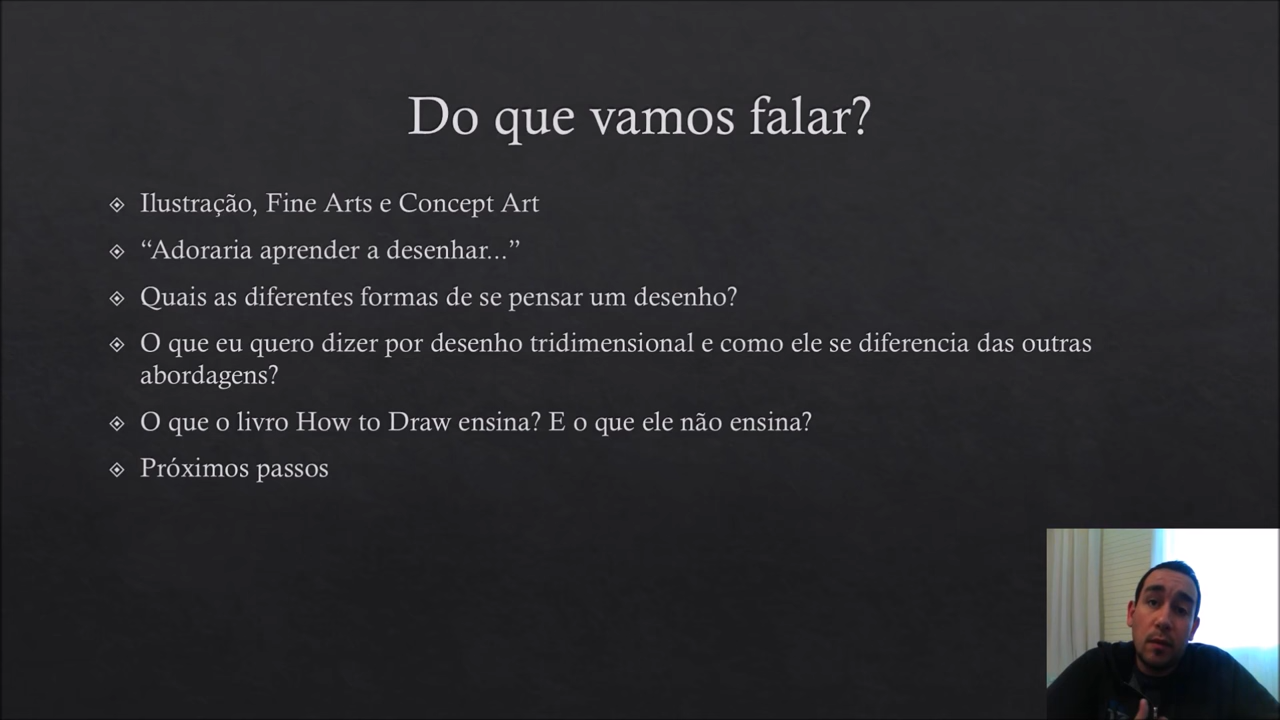 Do que vamos falar?
Ilustração, Fine Arts e Concept Art
“Adoraria aprender a desenhar...”
Quais as diferentes formas de se pensar um desenho?
O que eu quero dizer por desenho tridimensional e como ele se diferencia das outras
abordagens?
O que o livro How to Draw ensina? E o que ele não ensina?
Próximos passos